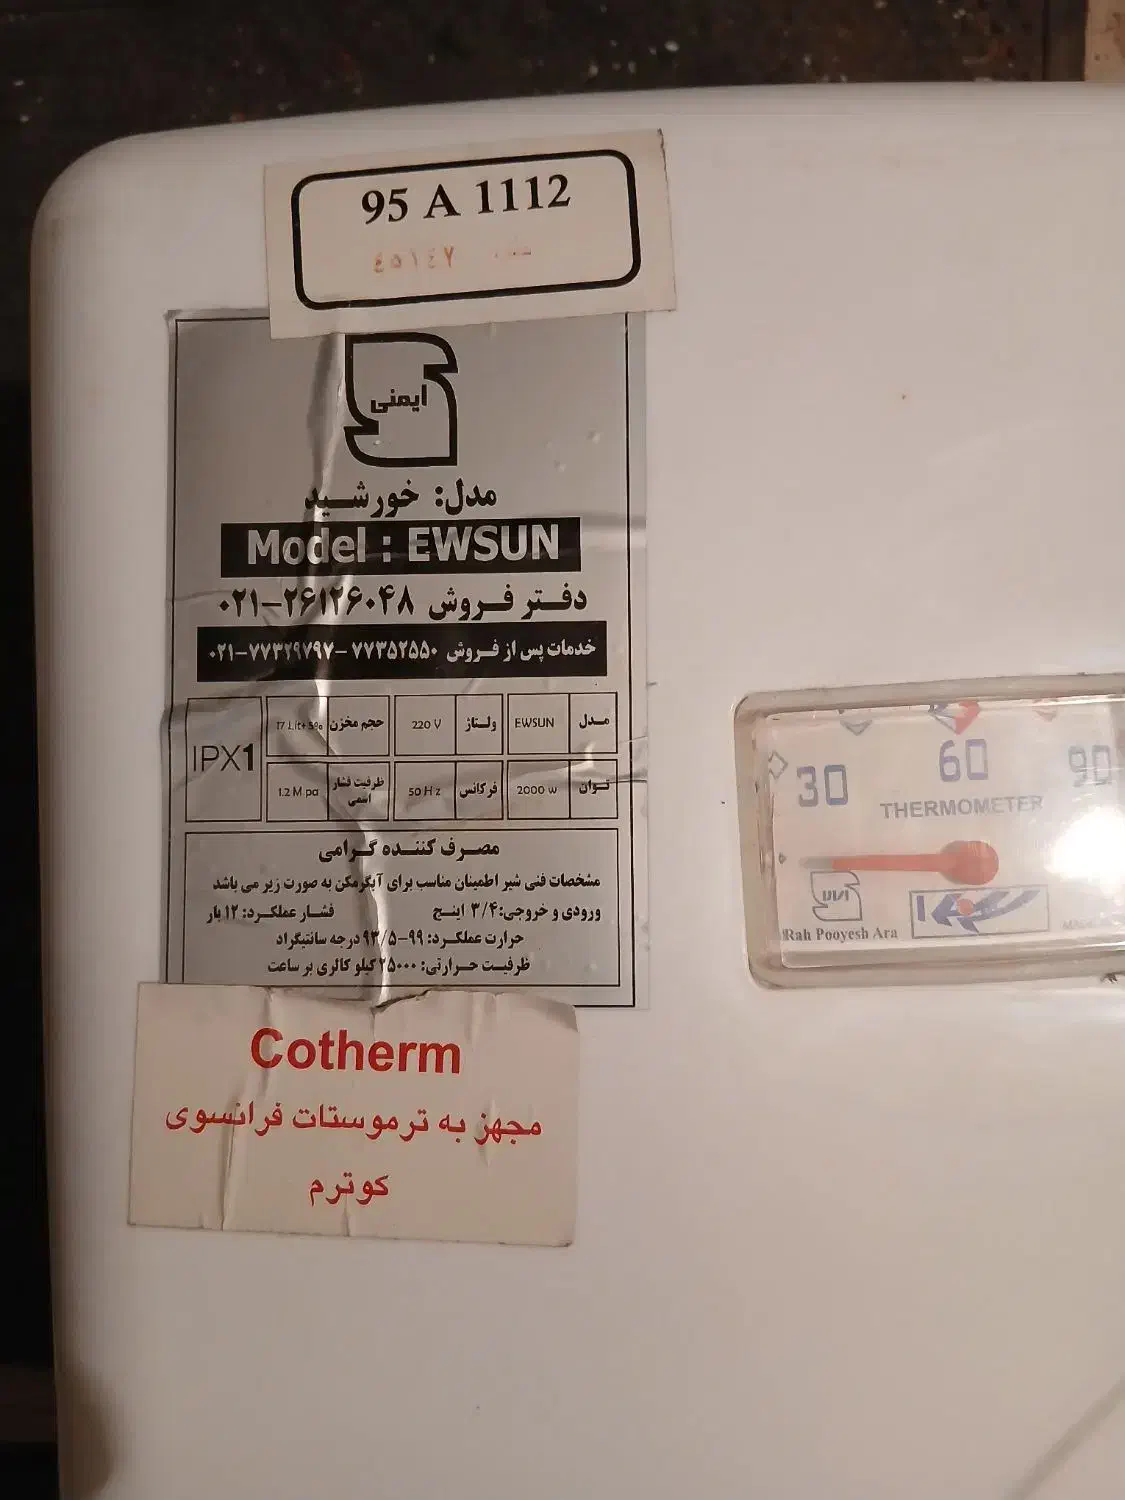 95 A 1112
٤٥١٤٧
ایمنی
مدل: خورشید
Model : EWSUN
دفتر فروش ۰۲۱-۲۶۱۲۶۰۴۸
خدمات پس از فروش ۷۷۳۵۲۵۵۰ - ۷۷۳۲۹۷۹۷-۰۲۱
مدل EWSUN ولتاژ 220 V حجم مخزن 17 Lit± 5%
IPX1
توان 2000 w فرکانس 50 Hz ظرفیت فشار اسمی 1.2 M pa
مصرف کننده گرامی
مشخصات فنی شیر اطمینان مناسب برای آبگرمکن به صورت زیر می باشد
ورودی و خروجی: ۳/۴ اینچ فشار عملکرد: ۱۲ بار
حرارت عملکرد: ۹۹-۹۳/۵ درجه سانتیگراد
ظرفیت حرارتی: ۲۵۰۰۰ کیلو کالری بر ساعت
Cotherm
مجهز به ترموستات فرانسوی
کوترم
30 60 90
THERMOMETER
Rah Pooyesh Ara